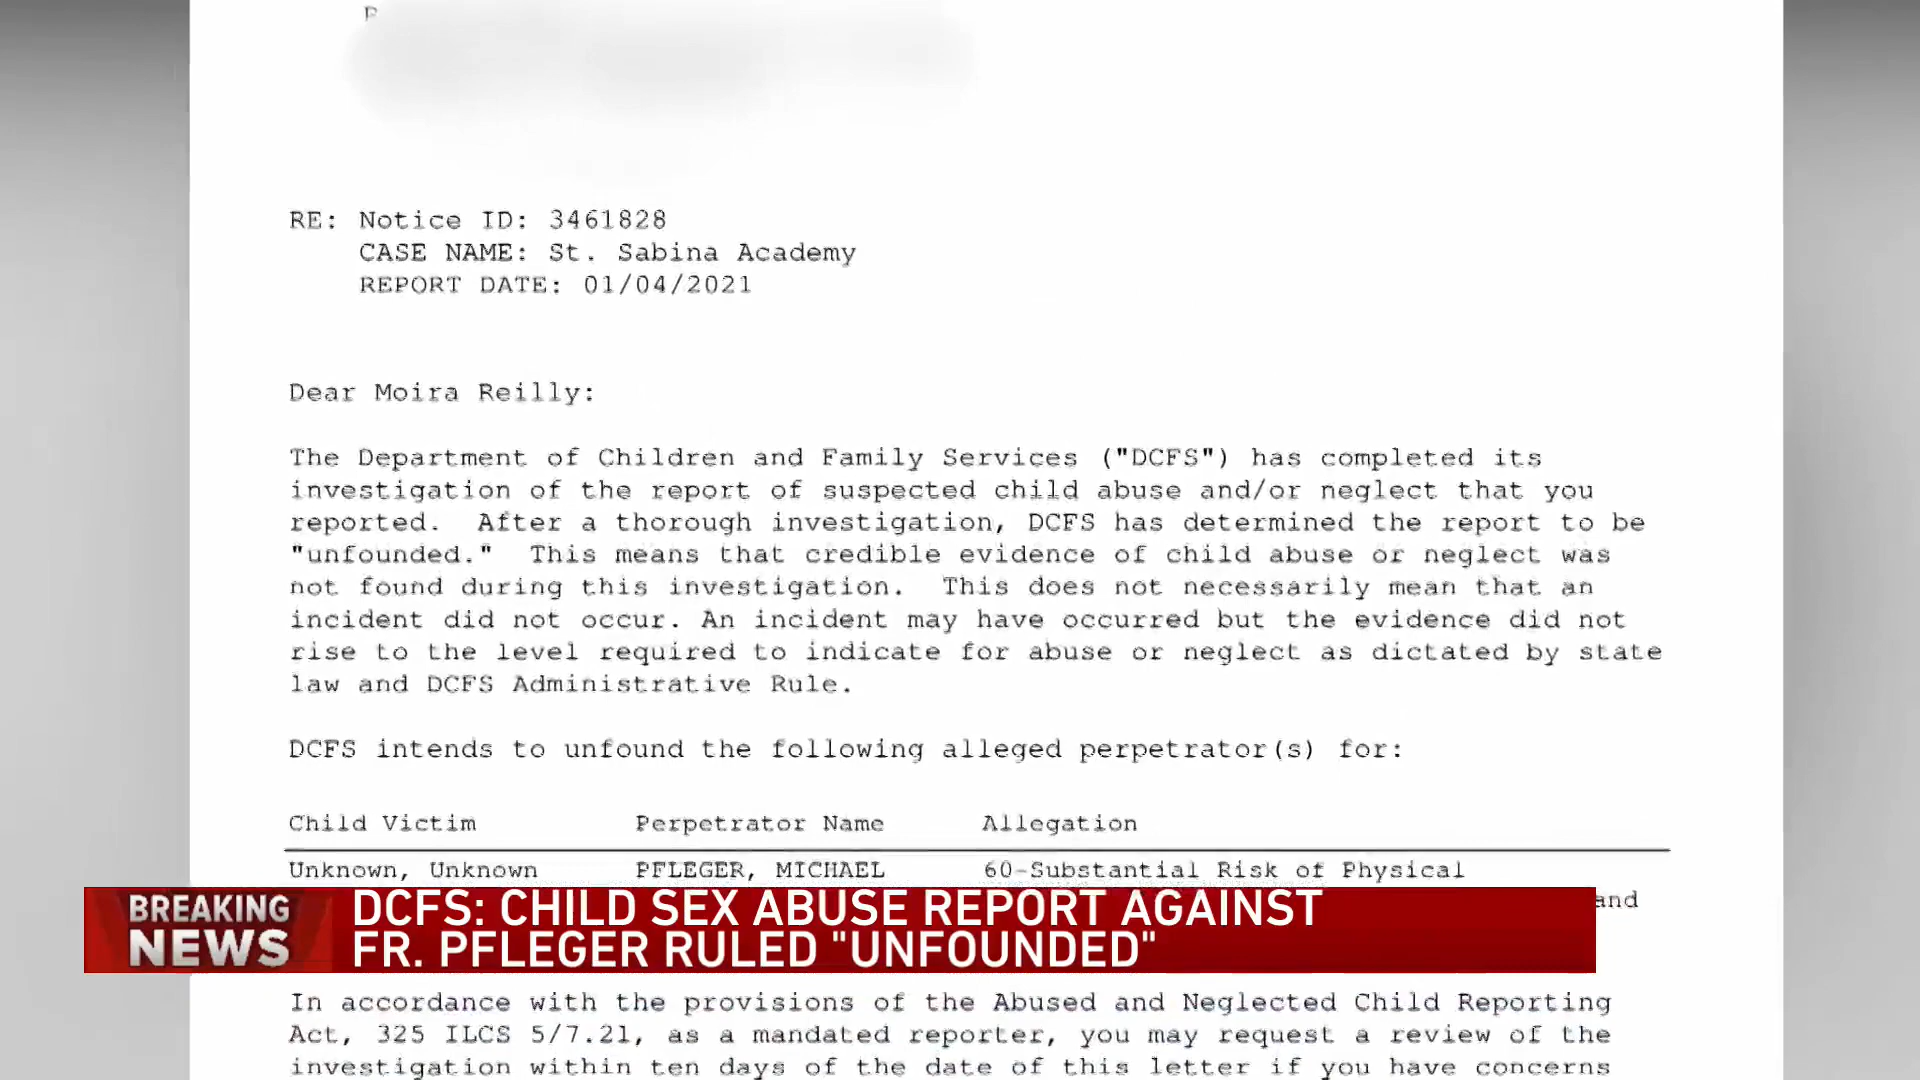 RE: Notice ID: 3461828
CASE NAME: St. Sabina Academy
REPORT DATE: 01/04/2021
Dear Moira Reilly:
The Department of Children and Family Services ("DCFS") has completed its
investigation of the report of suspected child abuse and/or neglect that you
reported. After a thorough investigation, DCFS has determined the report to be
"unfounded." This means that credible evidence of child abuse or neglect was
not found during this investigation. This does not necessarily mean that an
incident did not occur. An incident may have occurred but the evidence did not
rise to the level required to indicate for abuse or neglect as dictated by state
law and DCFS Administrative Rule.
DCFS intends to unfound the following alleged perpetrator(s) for:
Child Victim Perpetrator Name Allegation
Unknown, Unknown PFLEGER, MICHAEL 60-Substantial Risk of Physical
and
BREAKING
NEWS
DCFS: CHILD SEX ABUSE REPORT AGAINST
FR. PFLEGER RULED "UNFOUNDED"
In accordance with the provisions of the Abused and Neglected Child Reporting
Act, 325 ILCS 5/7.21, as a mandated reporter, you may request a review of the
investigation within ten days of the date of this letter if you have concerns